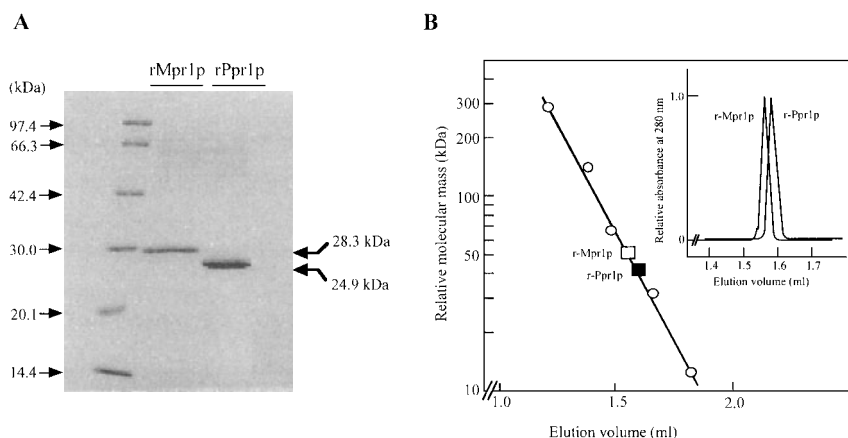 A
rMpr1p rPpr1p
(kDa)
97.4
66.3
42.4
30.0
20.1
14.4
28.3 kDa
24.9 kDa
B
Relative molecular mass (kDa)
300
100
50
10
r-Mpr1p
r-Ppr1p
1.0 1.5 2.0
Elution volume (ml)
Relative absorbance at 280 nm
1.0
0
r-Mpr1p r-Ppr1p
1.4 1.5 1.6 1.7
Elution volume (ml)